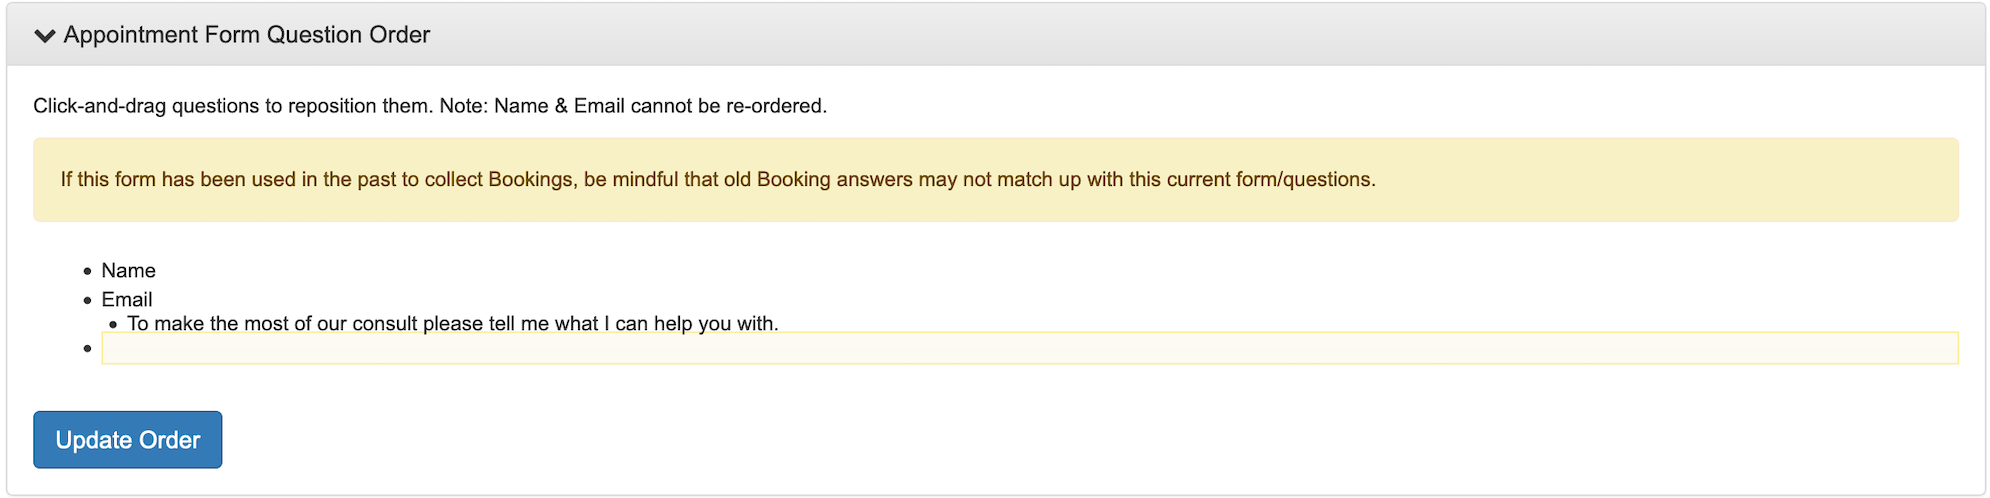 Appointment Form Question Order
Click-and-drag questions to reposition them. Note: Name & Email cannot be re-ordered.
If this form has been used in the past to collect Bookings, be mindful that old Booking answers may not match up with this current form/questions.
Name
Email
To make the most of our consult please tell me what I can help you with.
Update Order